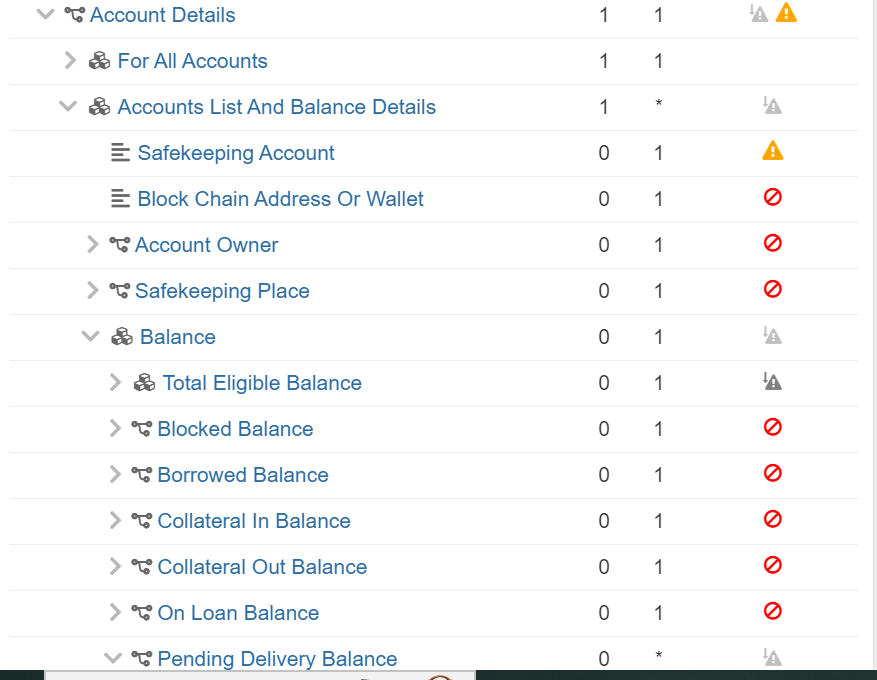 Account Details 1 1
For All Accounts 1 1
Accounts List And Balance Details 1 *
Safekeeping Account 0 1
Block Chain Address Or Wallet 0 1
Account Owner 0 1
Safekeeping Place 0 1
Balance 0 1
Total Eligible Balance 0 1
Blocked Balance 0 1
Borrowed Balance 0 1
Collateral In Balance 0 1
Collateral Out Balance 0 1
On Loan Balance 0 1
Pending Delivery Balance 0 *